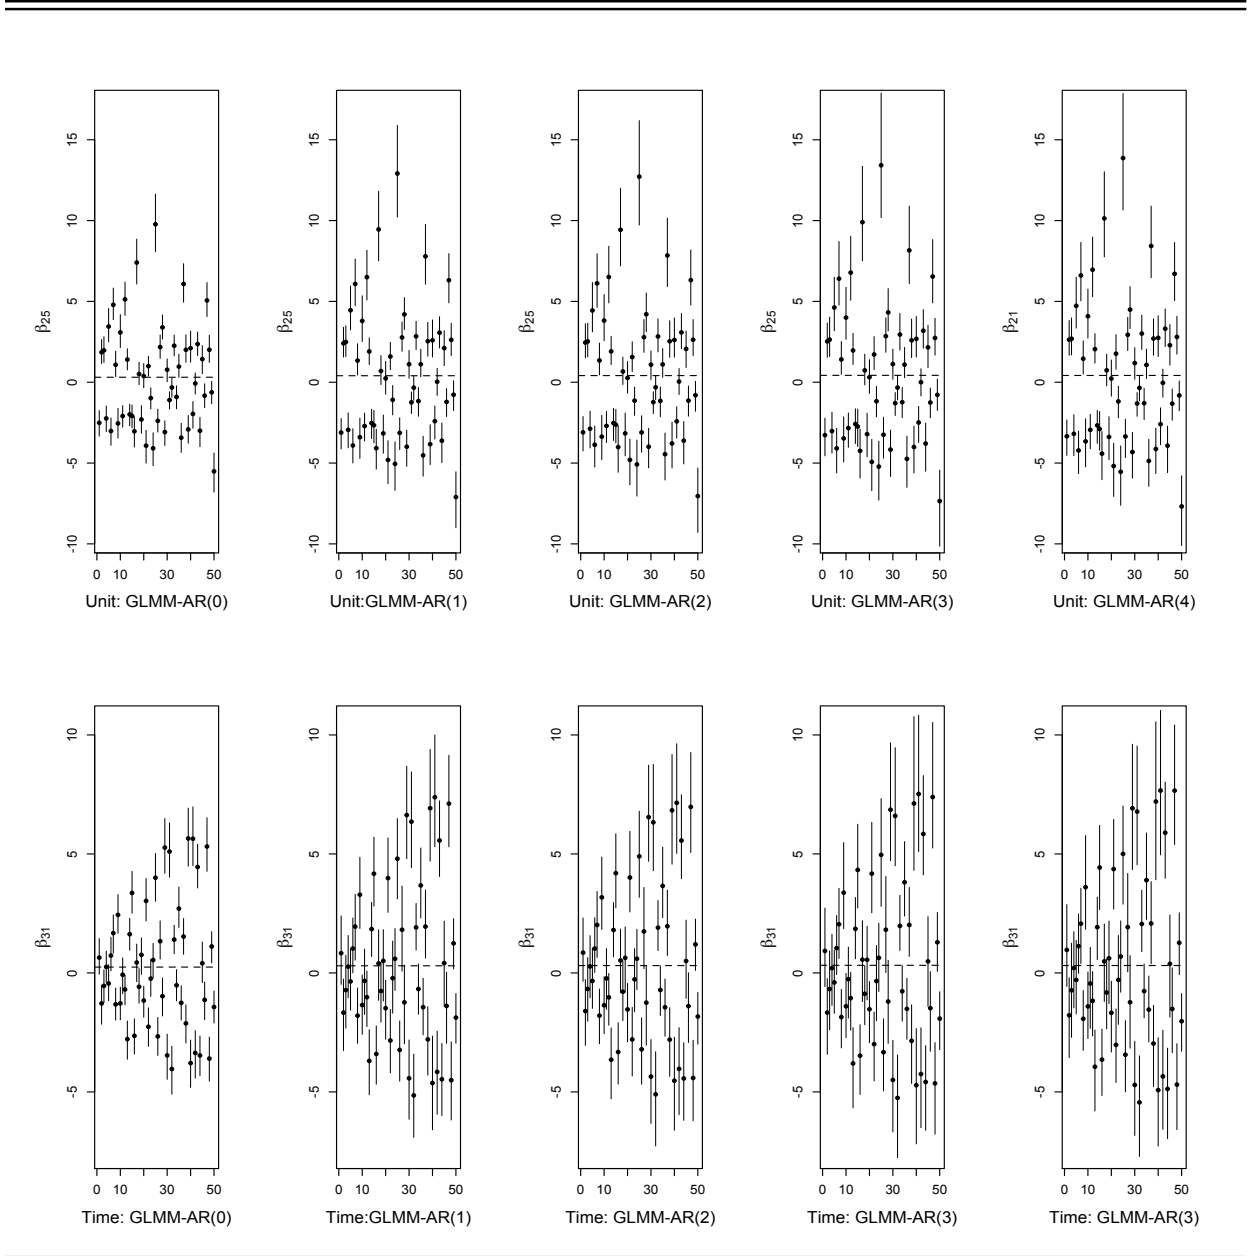 15 15 15 15 15
10 10 10 10 10
5 5 5 5 5
β25 β25 β25 β25 β21
0 0 0 0 0
-5 -5 -5 -5 -5
-10 -10 -10 -10 -10
0 10 30 50 0 10 30 50 0 10 30 50 0 10 30 50 0 10 30 50
Unit: GLMM-AR(0) Unit:GLMM-AR(1) Unit: GLMM-AR(2) Unit: GLMM-AR(3) Unit: GLMM-AR(4)
10 10 10 10 10
5 5 5 5 5
β31 β31 β31 β31 β31
0 0 0 0 0
-5 -5 -5 -5 -5
0 10 30 50 0 10 30 50 0 10 30 50 0 10 30 50 0 10 30 50
Time: GLMM-AR(0) Time:GLMM-AR(1) Time: GLMM-AR(2) Time: GLMM-AR(3) Time: GLMM-AR(3)